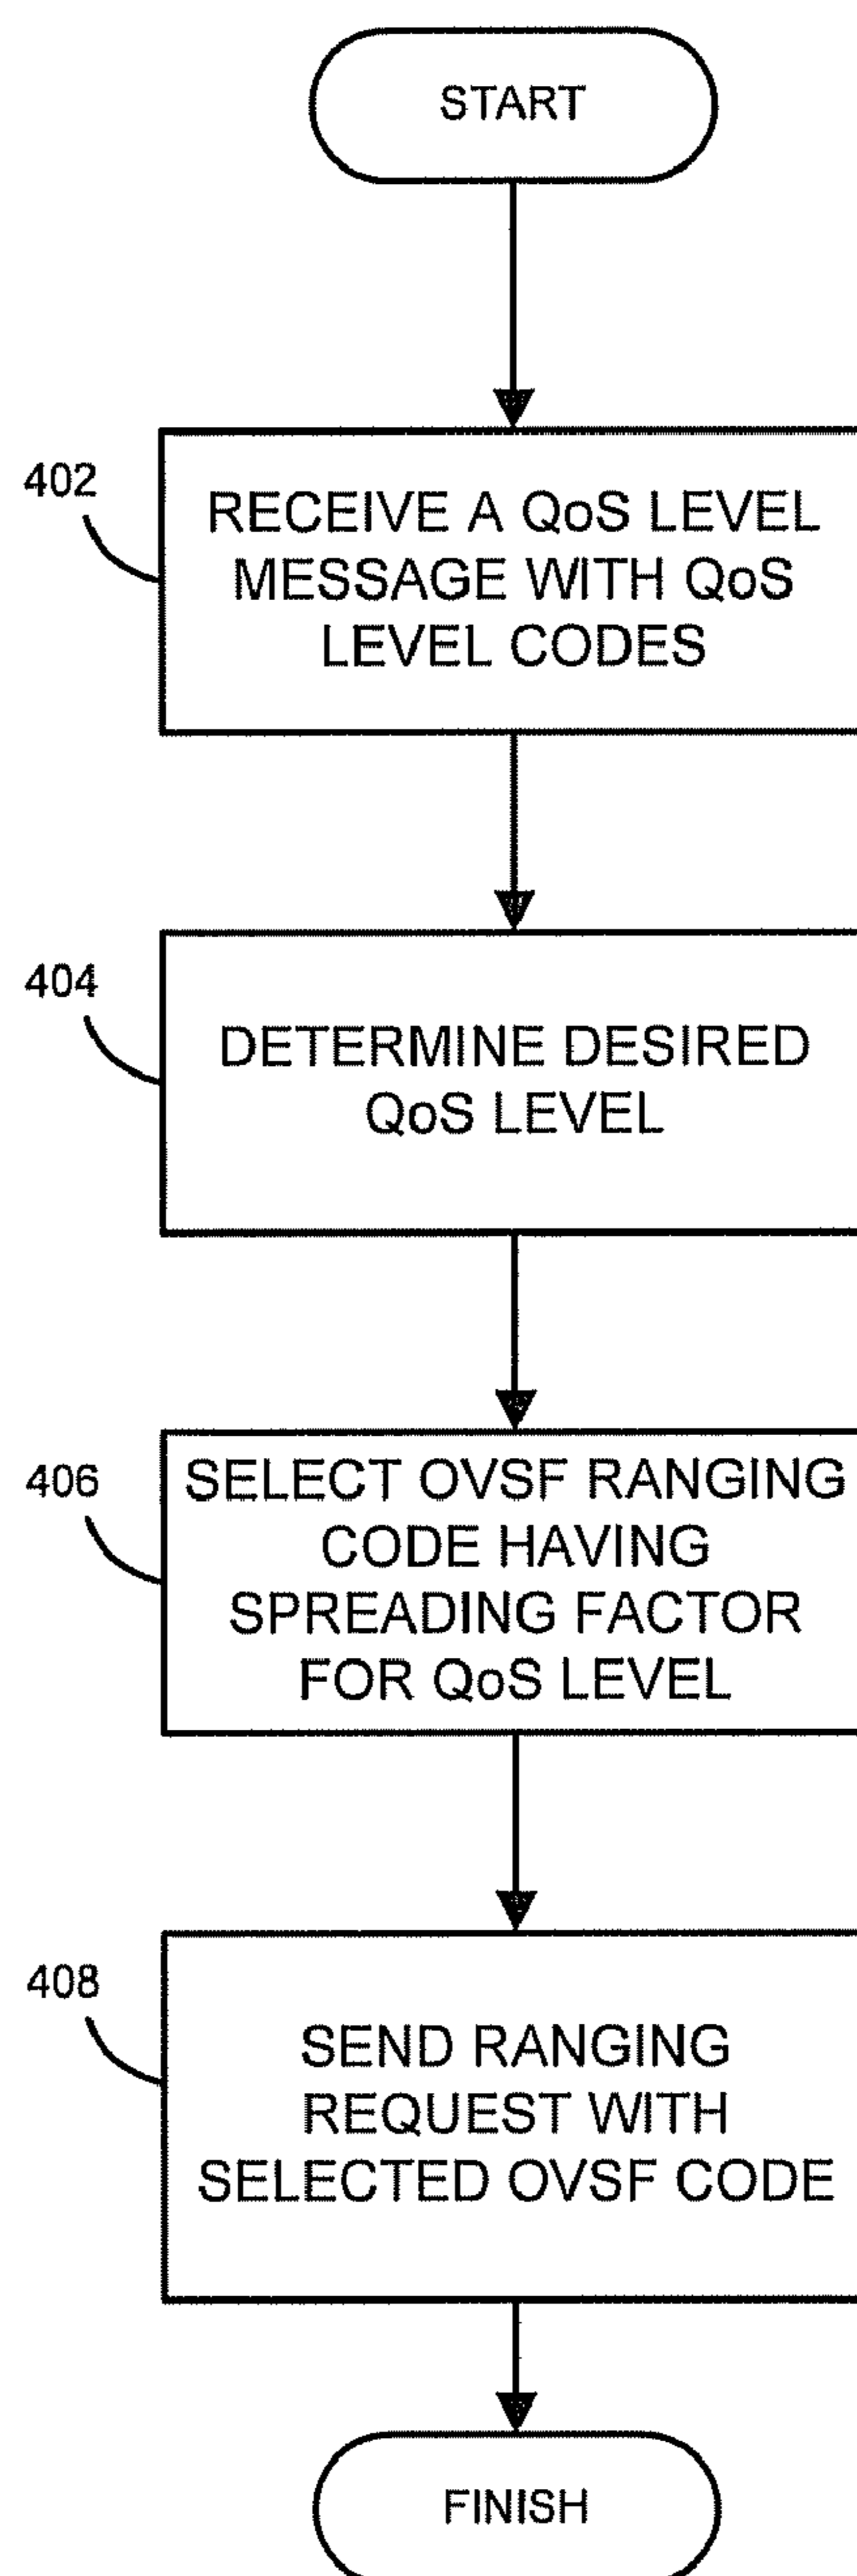 START
402
RECEIVE A QoS LEVEL
MESSAGE WITH QoS
LEVEL CODES
404
DETERMINE DESIRED
QoS LEVEL
406
SELECT OVSF RANGING
CODE HAVING
SPREADING FACTOR
FOR QoS LEVEL
408
SEND RANGING
REQUEST WITH
SELECTED OVSF CODE
FINISH